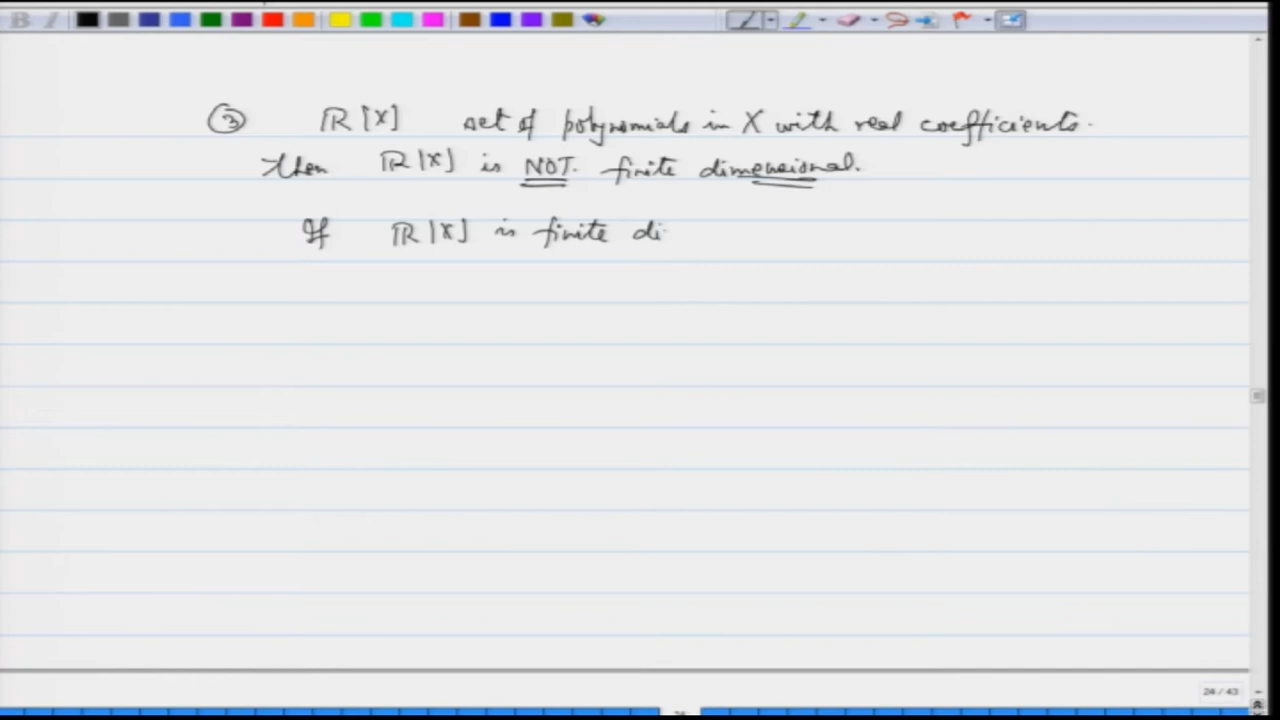 ③ ℝ[X] set of polynomials in X with real coefficients.
Then ℝ[X] is NOT finite dimensional.
If ℝ[X] is finite di
24 / 43